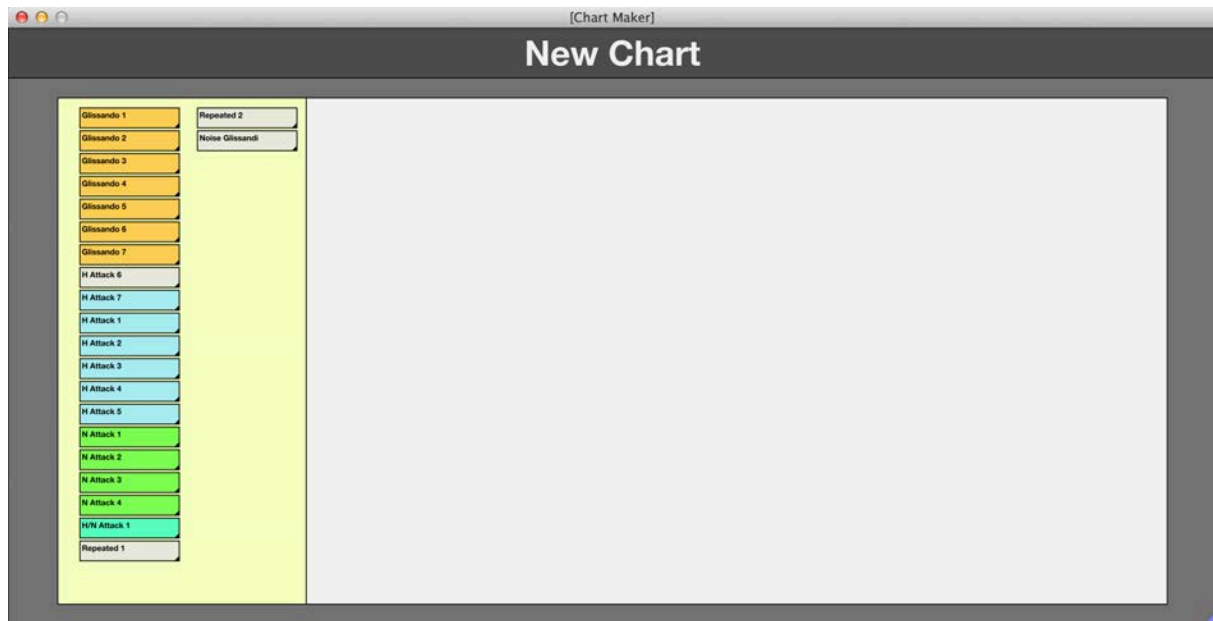 [Chart Maker]
New Chart
Glissando 1
Glissando 2
Glissando 3
Glissando 4
Glissando 5
Glissando 6
Glissando 7
H Attack 6
H Attack 7
H Attack 1
H Attack 2
H Attack 3
H Attack 4
H Attack 5
N Attack 1
N Attack 2
N Attack 3
N Attack 4
H/N Attack 1
Repeated 1
Repeated 2
Noise Glissandi